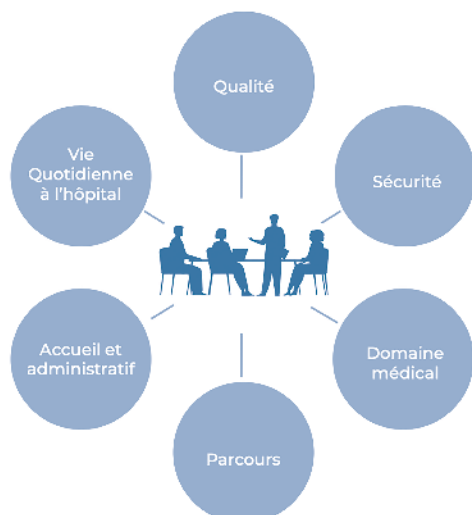 Qualité
Vie
Quotidienne
à l'hôpital
Sécurité
Accueil et
administratif
Domaine
médical
Parcours